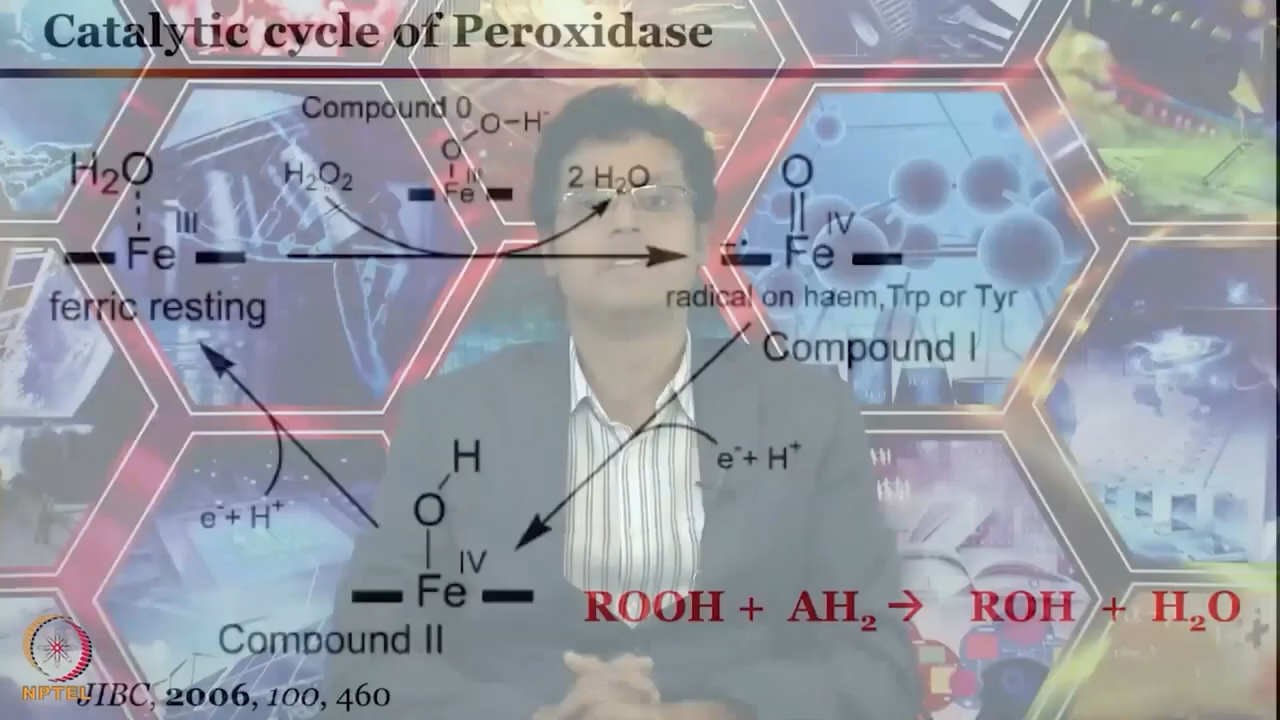 Catalytic cycle of Peroxidase
Compound 0
O–H⁻
O
III
Fe
H₂O
III
Fe
ferric resting
H₂O₂
2 H₂O
O
IV
Fe
radical on haem,Trp or Tyr
Compound I
e⁻+ H⁺
H
O
IV
Fe
Compound II
e⁻+ H⁺
ROOH + AH₂ → ROH + H₂O
NPTEL
JIBC, 2006, 100, 460